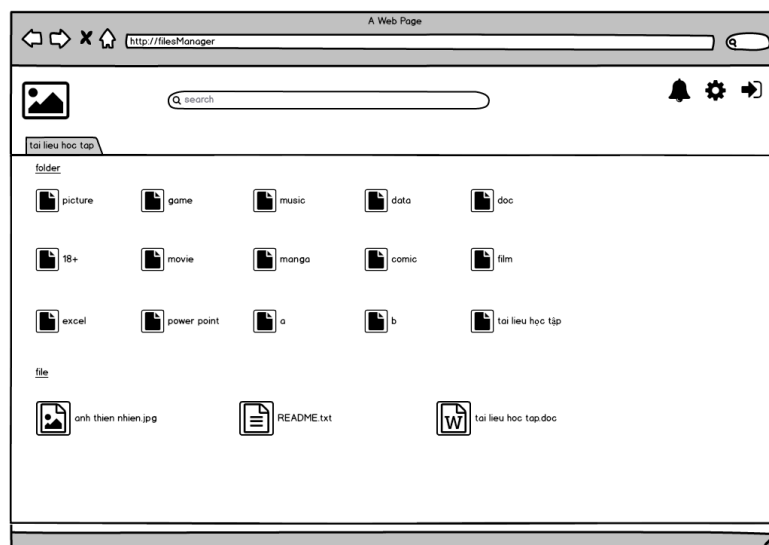 A Web Page
http://filesManager
search
tai lieu hoc tap
folder
picture game music data doc
18+ movie manga comic film
excel power point a b tai lieu học tập
file
anh thien nhien.jpg README.txt tai lieu hoc tap.doc